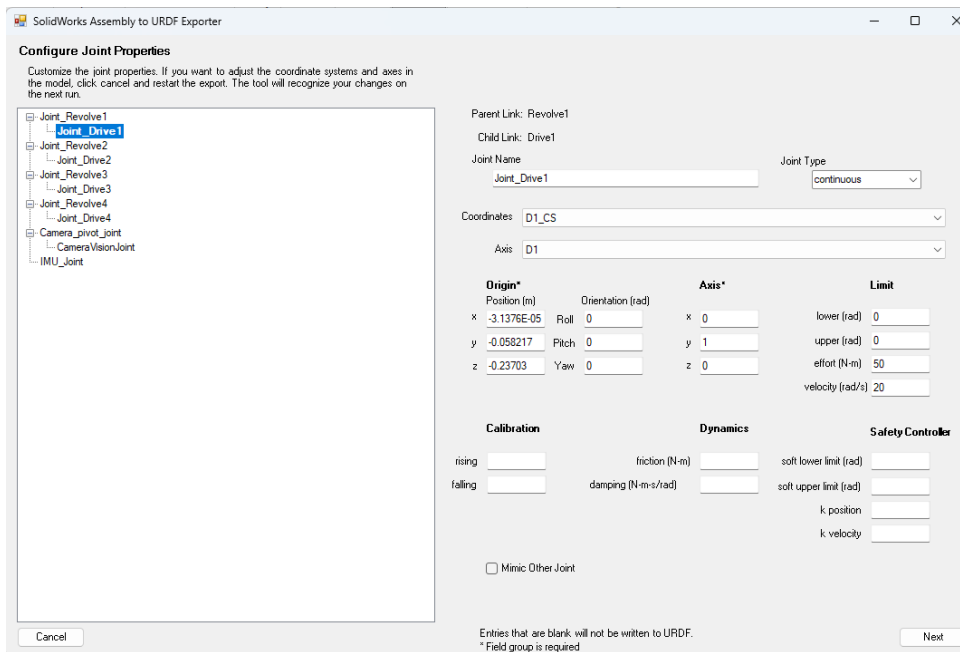 SolidWorks Assembly to URDF Exporter
Configure Joint Properties
Customize the joint properties. If you want to adjust the coordinate systems and axes in
the model, click cancel and restart the export. The tool will recognize your changes on
the next run.
Joint_Revolve1
Joint_Drive1
Joint_Revolve2
Joint_Drive2
Joint_Revolve3
Joint_Drive3
Joint_Revolve4
Joint_Drive4
Camera_pivot_joint
CameraVisionJoint
IMU_Joint
Parent Link: Revolve1
Child Link: Drive1
Joint Name
Joint Type
Joint_Drive1
continuous
Coordinates D1_CS
Axis D1
Origin* Axis* Limit
Position (m) Orientation (rad)
x -3.1376E-05 Roll 0 x 0 lower (rad) 0
y -0.058217 Pitch 0 y 1 upper (rad) 0
z -0.23703 Yaw 0 z 0 effort (N-m) 50
velocity (rad/s) 20
Calibration Dynamics Safety Controller
rising friction (N-m) soft lower limit (rad)
falling damping (N-m-s/rad) soft upper limit (rad)
k position
k velocity
Mimic Other Joint
Entries that are blank will not be written to URDF.
* Field group is required
Cancel Next